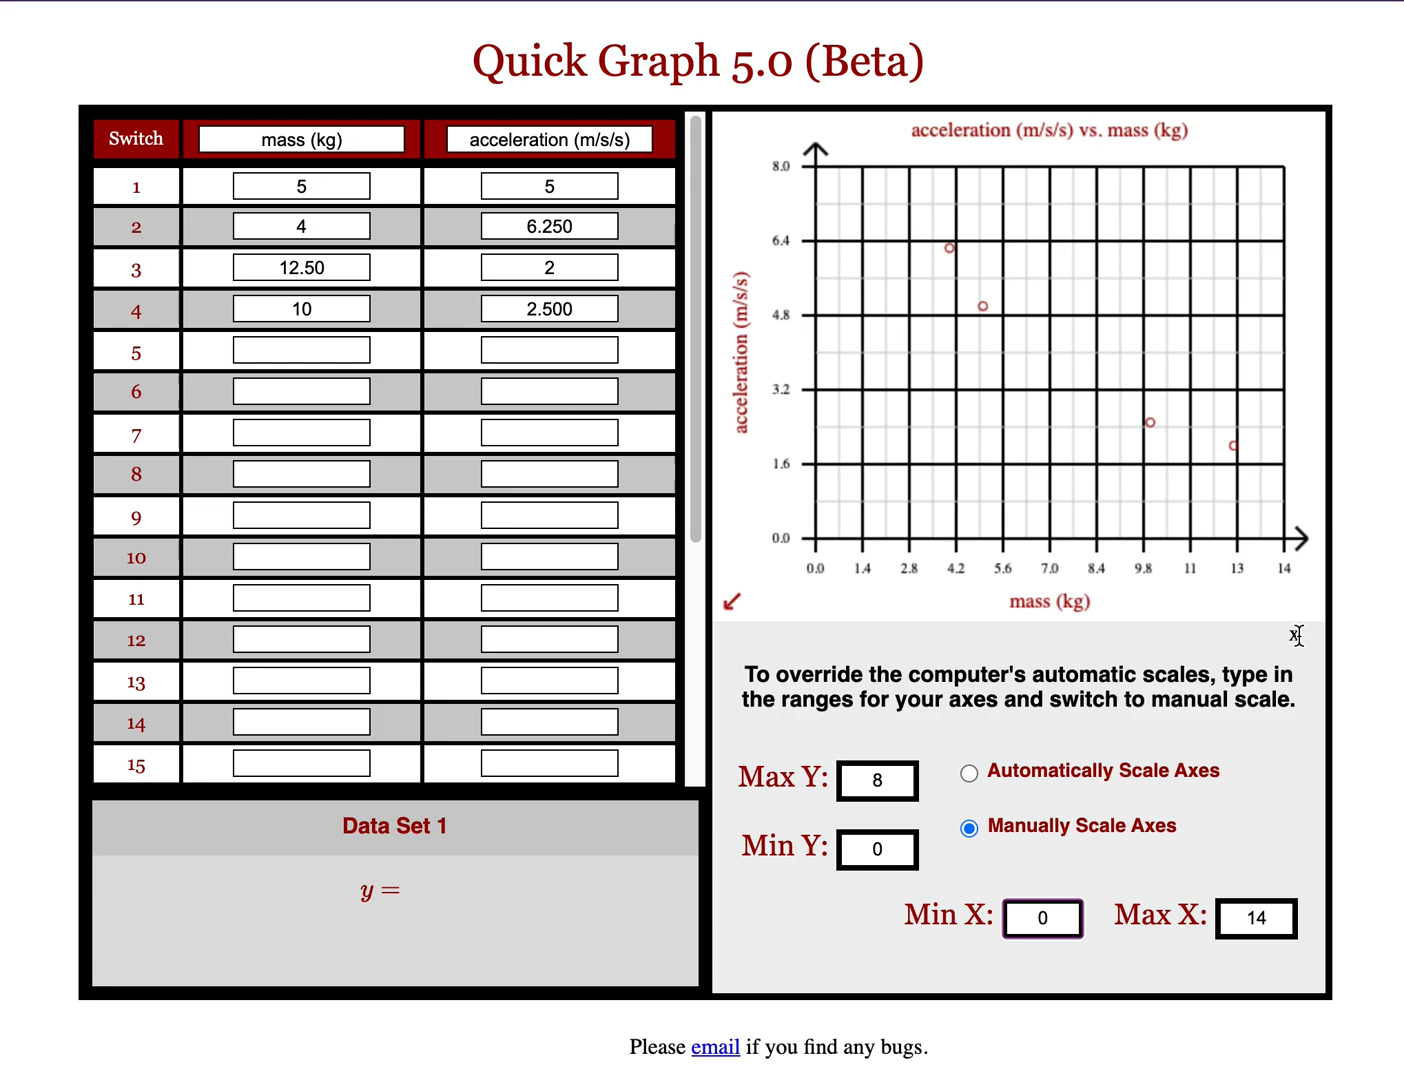 Quick Graph 5.0 (Beta)
Switch mass (kg) acceleration (m/s/s)
1 5 5
2 4 6.250
3 12.50 2
4 10 2.500
5
6
7
8
9
10
11
12
13
14
15
Data Set 1
y =
acceleration (m/s/s) vs. mass (kg)
8.0
6.4
4.8
3.2
1.6
0.0
acceleration (m/s/s)
0.0 1.4 2.8 4.2 5.6 7.0 8.4 9.8 11 13 14
mass (kg)
x
To override the computer's automatic scales, type in
the ranges for your axes and switch to manual scale.
Max Y: 8 Automatically Scale Axes
Manually Scale Axes
Min Y: 0
Min X: 0 Max X: 14
Please email if you find any bugs.